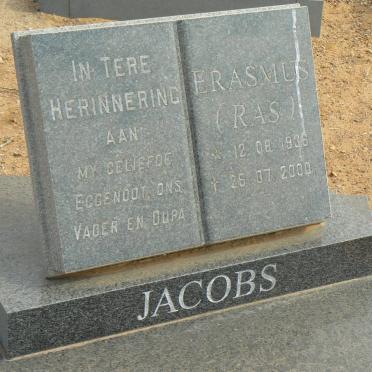 IN TERE
HERINNERING
AAN
MY GELIEFDE
EGGENOOT, ONS
VADER EN OUPA
ERASMUS
(RAS)
* 12.08.1936
† 26.07.2000
JACOBS